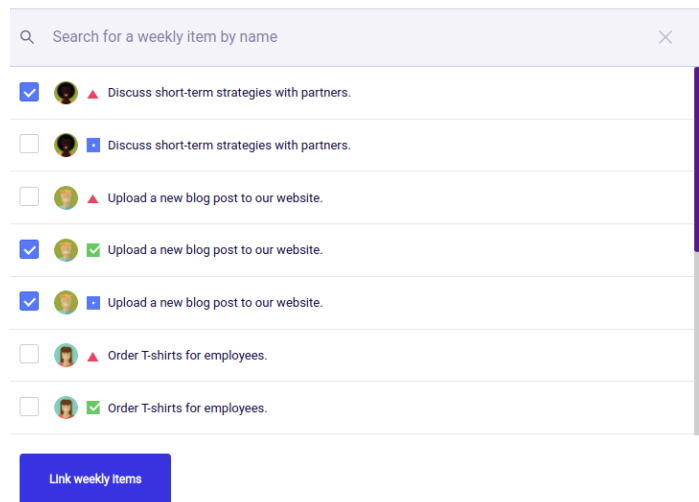 Search for a weekly item by name
Discuss short-term strategies with partners.
Discuss short-term strategies with partners.
Upload a new blog post to our website.
Upload a new blog post to our website.
Upload a new blog post to our website.
Order T-shirts for employees.
Order T-shirts for employees.
Link weekly items